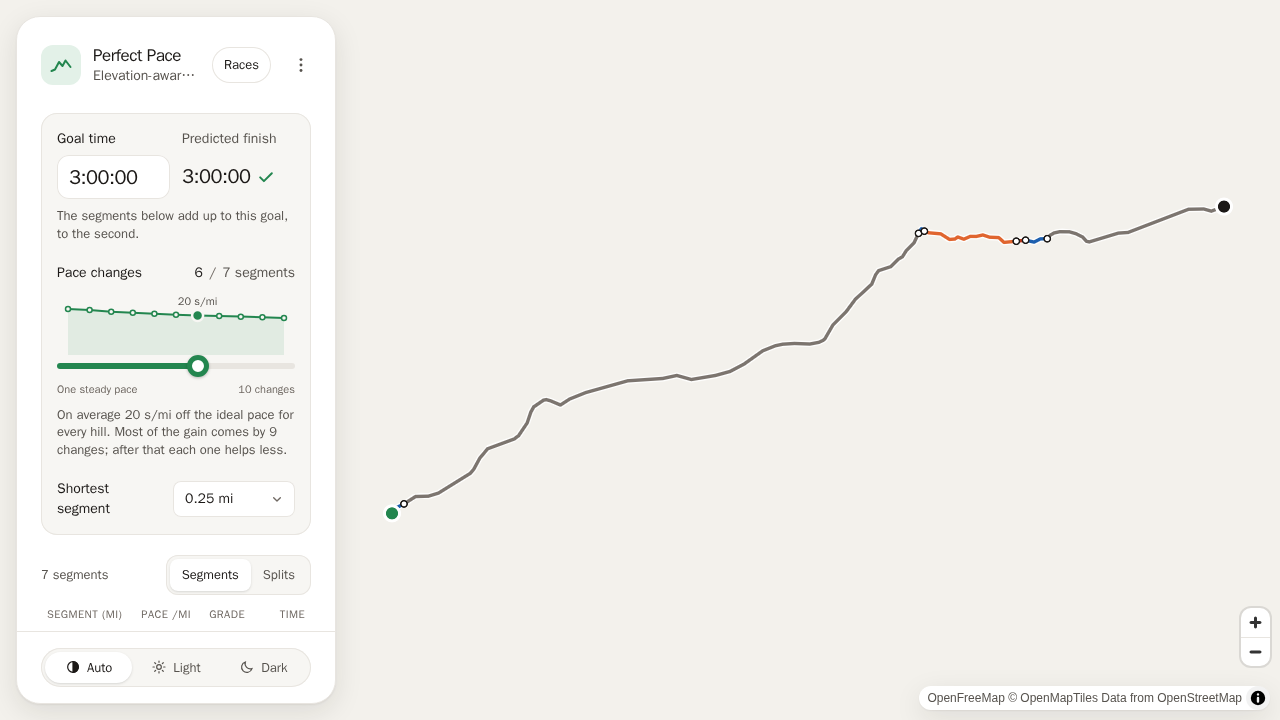 Perfect Pace
Elevation-awar···
Races
Goal time
Predicted finish
3:00:00
3:00:00
The segments below add up to this goal,
to the second.
Pace changes
6 / 7 segments
20 s/mi
One steady pace
10 changes
On average 20 s/mi off the ideal pace for
every hill. Most of the gain comes by 9
changes; after that each one helps less.
Shortest
segment
0.25 mi
7 segments
Segments
Splits
SEGMENT (MI)
PACE /MI
GRADE
TIME
Auto
Light
Dark
OpenFreeMap © OpenMapTiles Data from OpenStreetMap